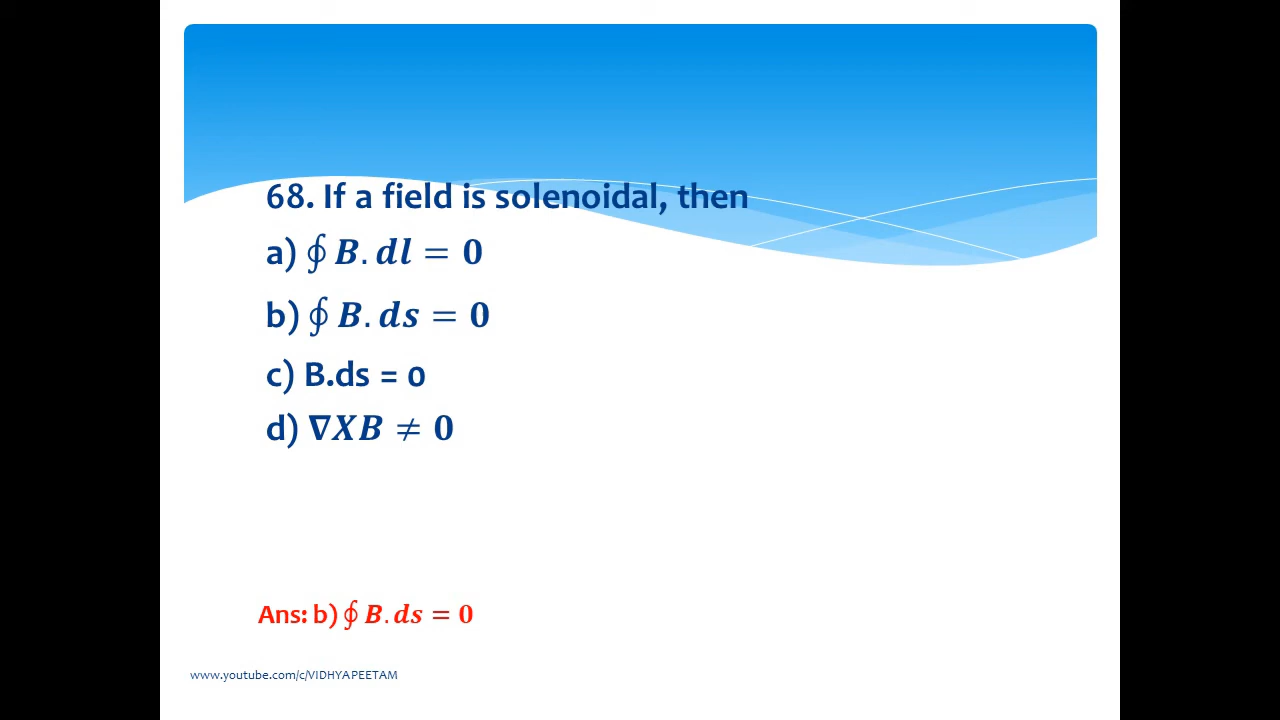 68. If a field is solenoidal, then
a) ∮ B. dl = 0
b) ∮ B. ds = 0
c) B.ds = 0
d) ∇XB ≠ 0
Ans: b) ∮ B. ds = 0
www.youtube.com/c/VIDHYAPEETAM